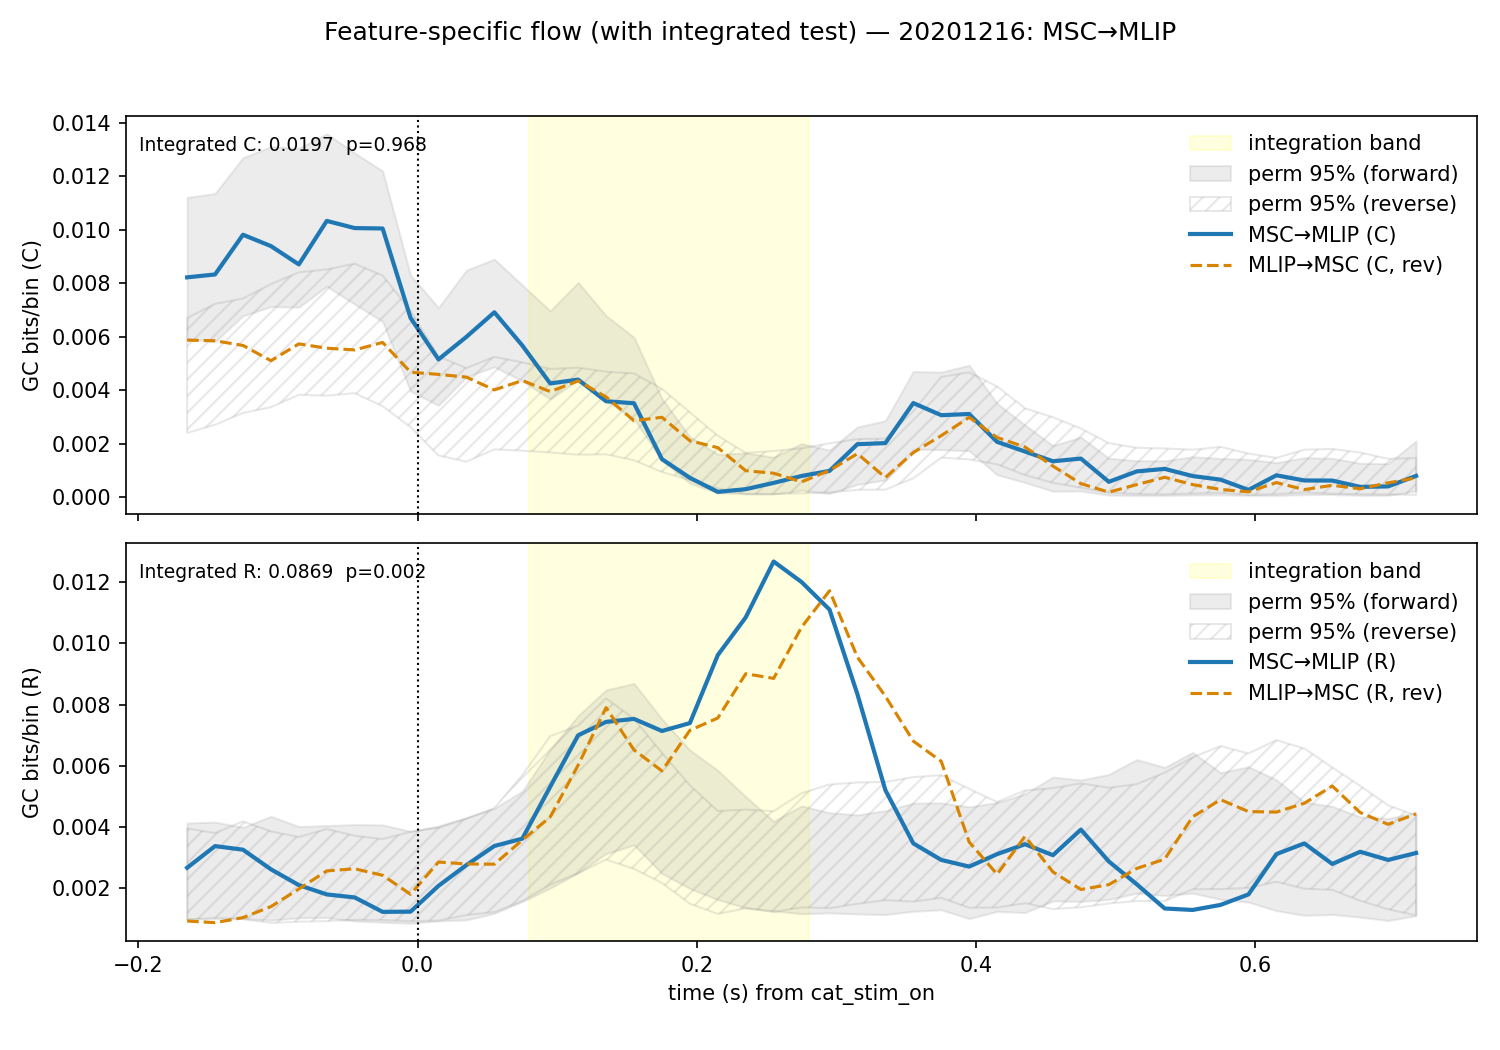 Feature-specific flow (with integrated test) — 20201216: MSC→MLIP
Integrated C: 0.0197  p=0.968
integration band
perm 95% (forward)
perm 95% (reverse)
MSC→MLIP (C)
MLIP→MSC (C, rev)
GC bits/bin (C)
0.014
0.012
0.010
0.008
0.006
0.004
0.002
0.000
Integrated R: 0.0869  p=0.002
integration band
perm 95% (forward)
perm 95% (reverse)
MSC→MLIP (R)
MLIP→MSC (R, rev)
GC bits/bin (R)
0.012
0.010
0.008
0.006
0.004
0.002
−0.2
0.0
0.2
0.4
0.6
time (s) from cat_stim_on